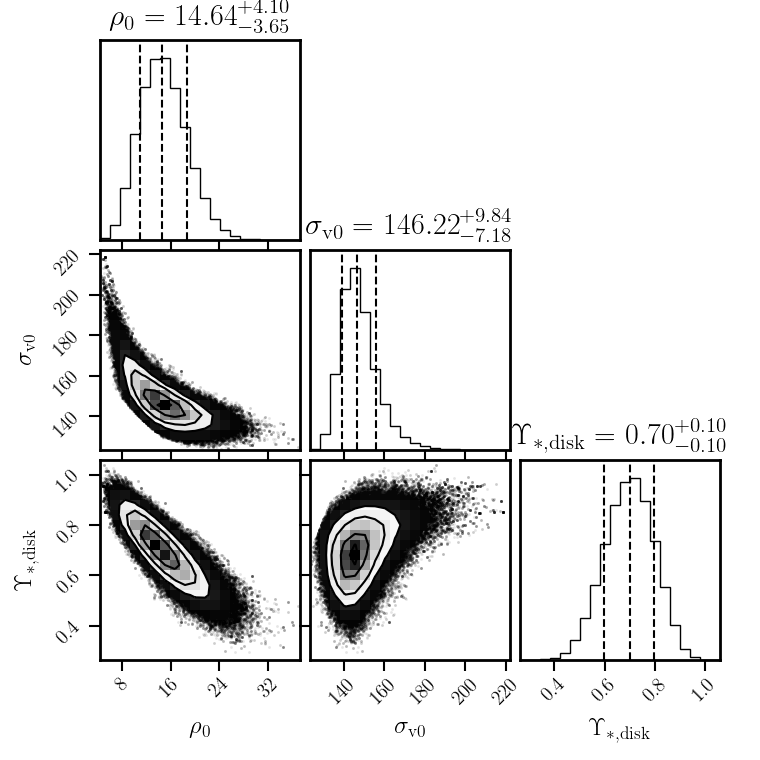 ρ₀ = 14.64⁺⁴·¹⁰₋₃.₆₅
σᵥ₀ = 146.22⁺⁹·⁸⁴₋₇.₁₈
220
200
180
160
140
σᵥ₀
ϒ∗,disk = 0.70⁺⁰·¹⁰₋₀.₁₀
1.0
0.8
0.6
0.4
ϒ∗,disk
8 16 24 32
140 160 180 200 220
0.4 0.6 0.8 1.0
ρ₀ σᵥ₀ ϒ∗,disk